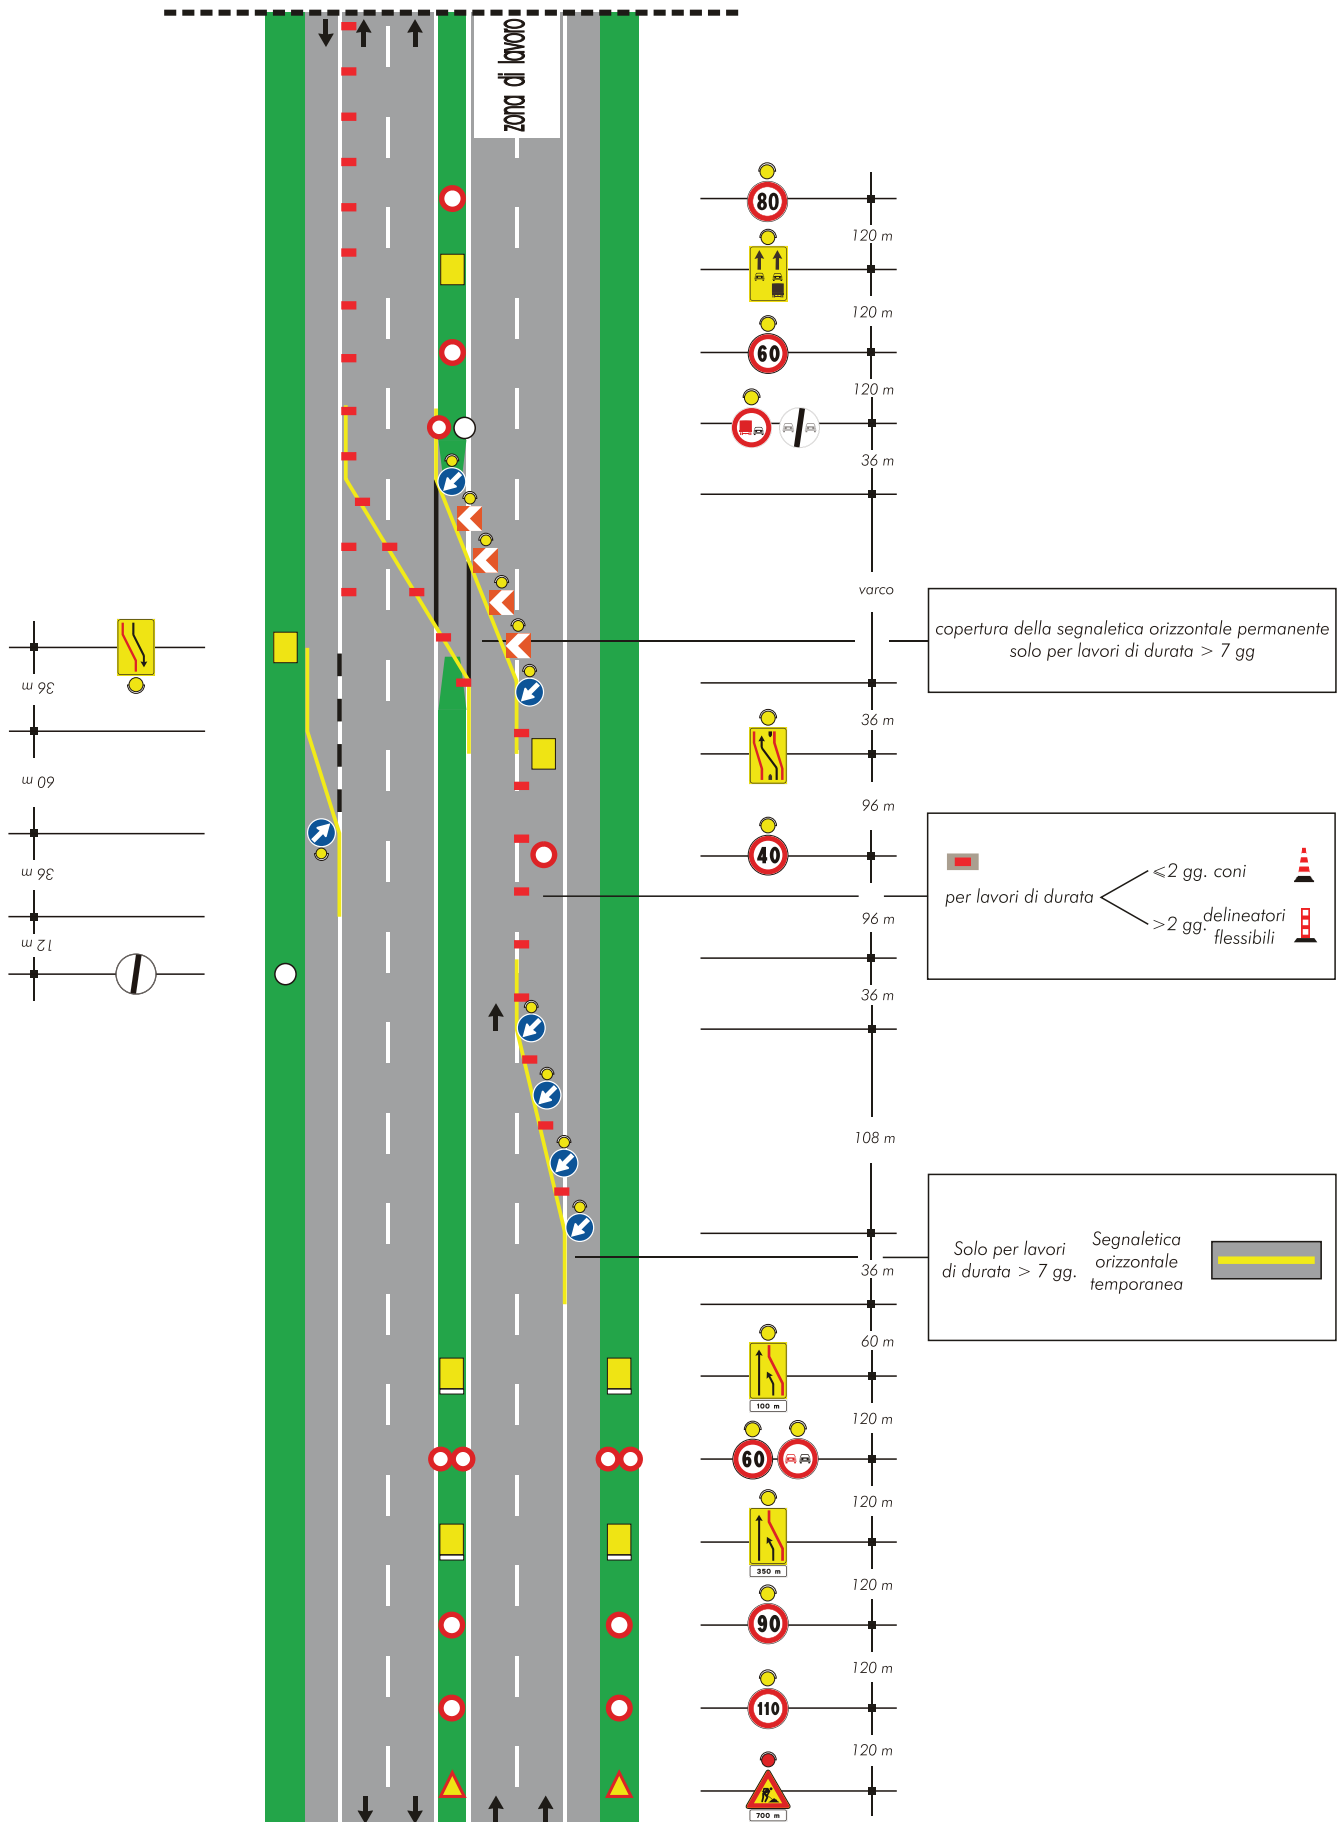 zona di lavoro
80
120 m
120 m
60
120 m
36 m
varco
copertura della segnaletica orizzontale permanente
solo per lavori di durata > 7 gg
36 m
96 m
40
96 m
per lavori di durata
≤2 gg. coni
>2 gg. delineatori
flessibili
36 m
108 m
Solo per lavori
di durata > 7 gg.
Segnaletica
orizzontale
temporanea
36 m
60 m
100 m
120 m
60
120 m
350 m
120 m
90
120 m
110
120 m
700 m
36 m
60 m
36 m
12 m